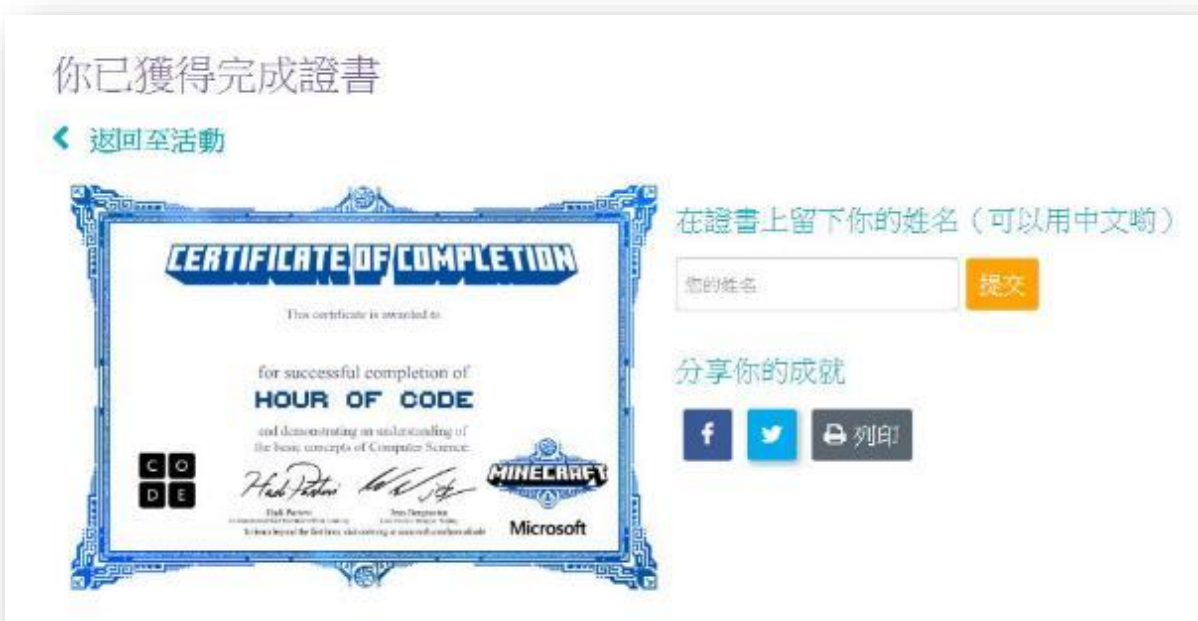 你已獲得完成證書
返回至活動
CERTIFICATE OF COMPLETION
This certificate is awarded to
for successful completion of
HOUR OF CODE
and demonstrating an understanding of
the basic concepts of Computer Science
CODE
Hadi Partovi
MINECRAFT
Microsoft
在證書上留下你的姓名（可以用中文喲）
您的姓名
提交
分享你的成就
f
列印